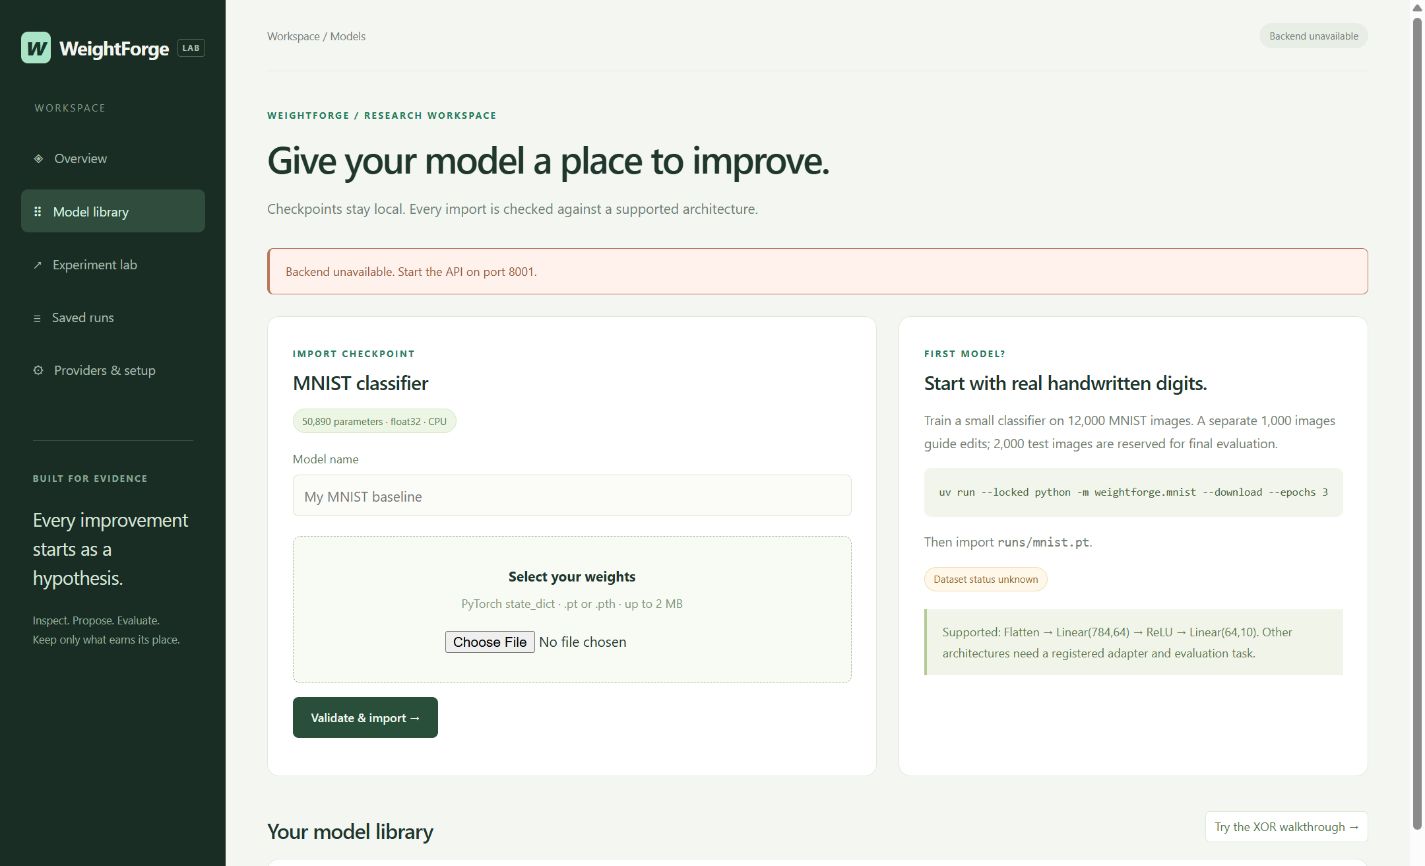 W WeightForge LAB
WORKSPACE
Overview
Model library
Experiment lab
Saved runs
Providers & setup
BUILT FOR EVIDENCE
Every improvement
starts as a
hypothesis.
Inspect. Propose. Evaluate.
Keep only what earns its place.
Workspace / Models
Backend unavailable
WEIGHTFORGE / RESEARCH WORKSPACE
Give your model a place to improve.
Checkpoints stay local. Every import is checked against a supported architecture.
Backend unavailable. Start the API on port 8001.
IMPORT CHECKPOINT
MNIST classifier
50,890 parameters · float32 · CPU
Model name
My MNIST baseline
Select your weights
PyTorch state_dict · .pt or .pth · up to 2 MB
Choose File No file chosen
Validate & import →
FIRST MODEL?
Start with real handwritten digits.
Train a small classifier on 12,000 MNIST images. A separate 1,000 images
guide edits; 2,000 test images are reserved for final evaluation.
uv run --locked python -m weightforge.mnist --download --epochs 3
Then import runs/mnist.pt.
Dataset status unknown
Supported: Flatten → Linear(784,64) → ReLU → Linear(64,10). Other
architectures need a registered adapter and evaluation task.
Your model library
Try the XOR walkthrough →